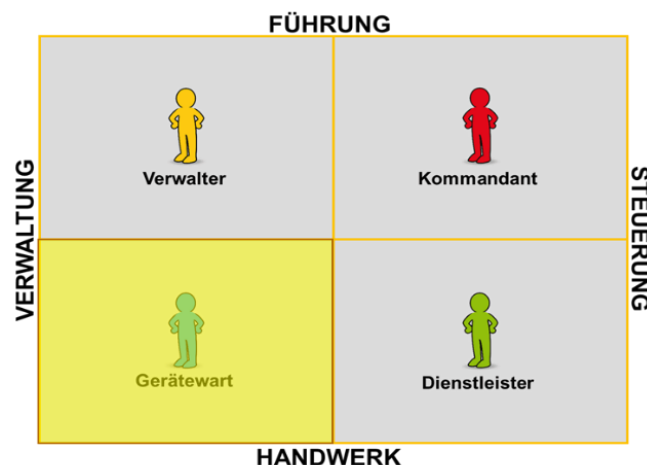 FÜHRUNG
VERWALTUNG
Verwalter
Kommandant
STEUERUNG
Gerätewart
Dienstleister
HANDWERK